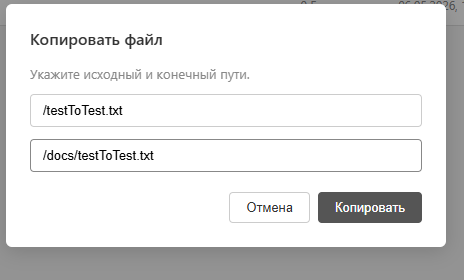 Копировать файл
Укажите исходный и конечный пути.
/testToTest.txt
/docs/testToTest.txt
Отмена
Копировать